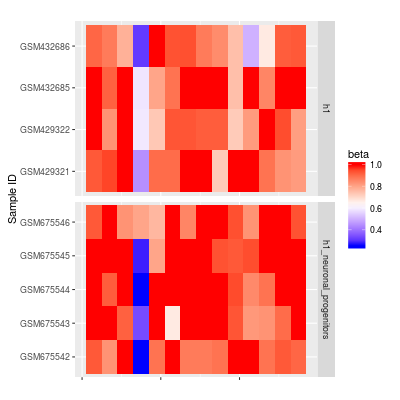 GSM432686
GSM432685
GSM429322
GSM429321
h1
GSM675546
GSM675545
GSM675544
GSM675543
GSM675542
h1_neuronal_progenitors
Sample ID
beta
1.0
0.8
0.6
0.4